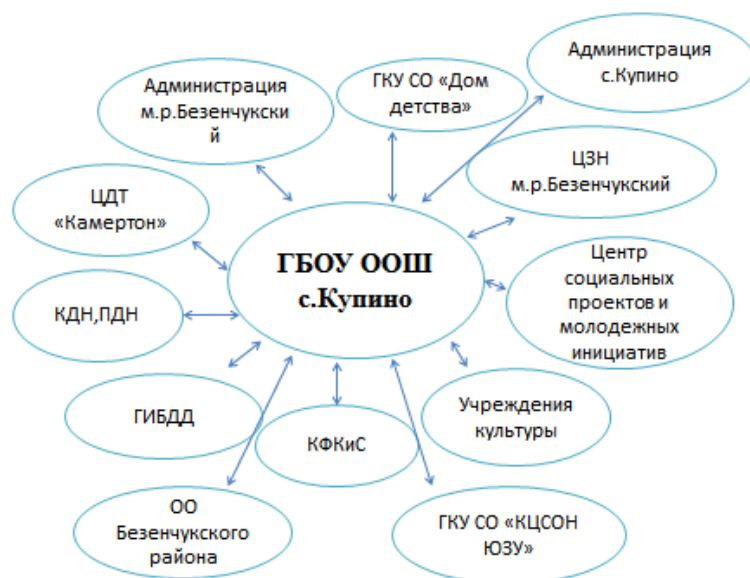 Администрация
с.Купино
Администрация
м.р.Безенчукски
й
ГКУ СО «Дом
детства»
ЦЗН
м.р.Безенчукский
ЦДТ
«Камертон»
ГБОУ ООШ
с.Купино
Центр
социальных
проектов и
молодежных
инициатив
КДН,ПДН
ГИБДД
КФКиС
Учреждения
культуры
ОО
Безенчукского
района
ГКУ СО «КЦСОН
ЮЗУ»